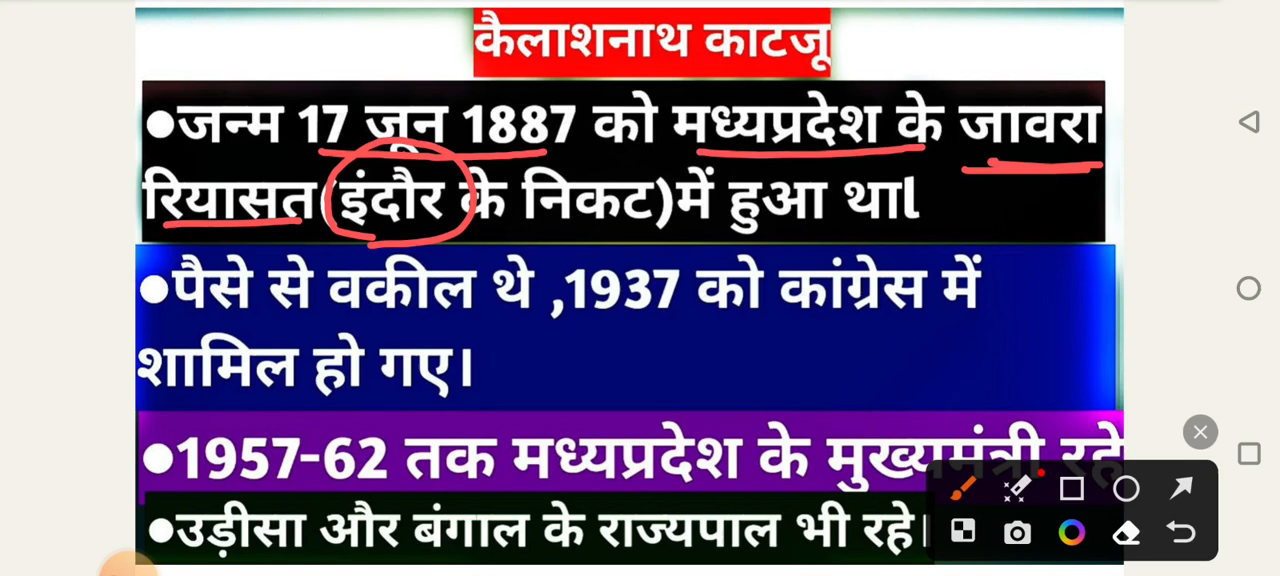 कैलाशनाथ काटजू
●जन्म 17 जून 1887 को मध्यप्रदेश के जावरा
रियासत(इंदौर के निकट)में हुआ थाl
●पैसे से वकील थे ,1937 को कांग्रेस में
शामिल हो गए।
●1957-62 तक मध्यप्रदेश के मुख्यमंत्री रहे
●उड़ीसा और बंगाल के राज्यपाल भी रहे।